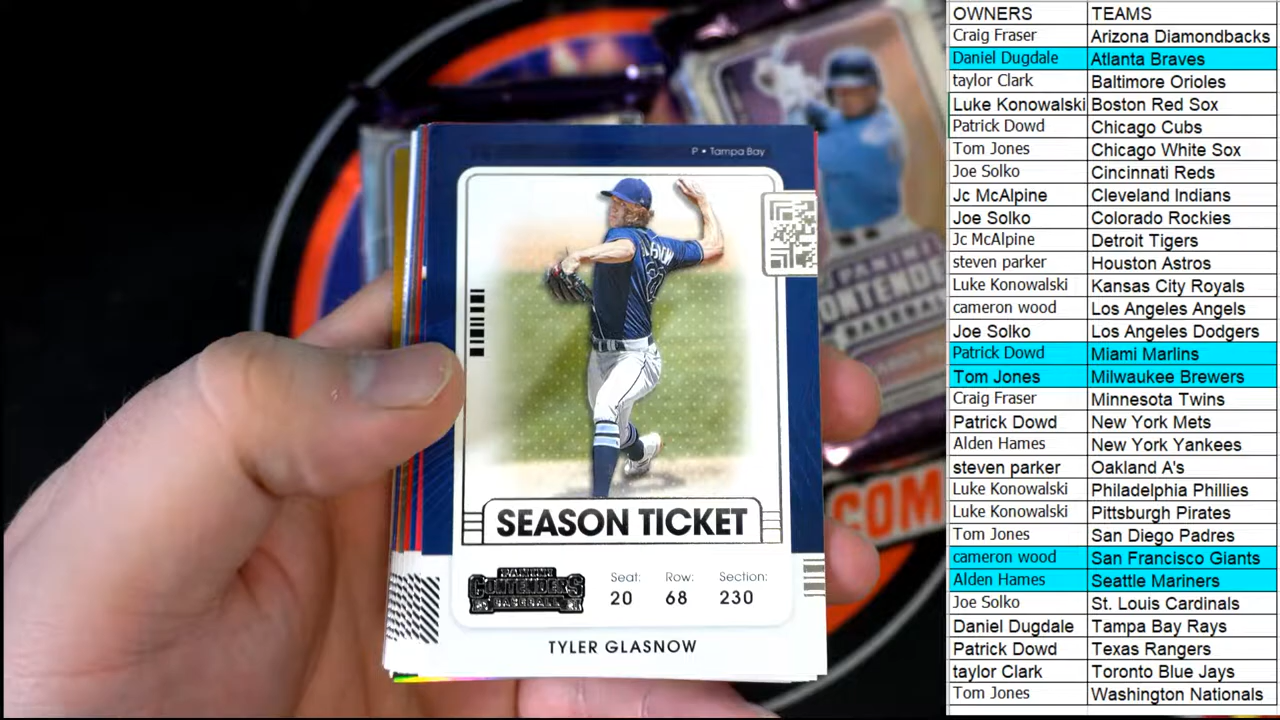 P • Tampa Bay
SEASON TICKET
PANINI
CONTENDERS
BASEBALL
Seat: Row: Section:
20 68 230
TYLER GLASNOW
.COM
OWNERS TEAMS
Craig Fraser Arizona Diamondbacks
Daniel Dugdale Atlanta Braves
taylor Clark Baltimore Orioles
Luke Konowalski Boston Red Sox
Patrick Dowd Chicago Cubs
Tom Jones Chicago White Sox
Joe Solko Cincinnati Reds
Jc McAlpine Cleveland Indians
Joe Solko Colorado Rockies
Jc McAlpine Detroit Tigers
steven parker Houston Astros
Luke Konowalski Kansas City Royals
cameron wood Los Angeles Angels
Joe Solko Los Angeles Dodgers
Patrick Dowd Miami Marlins
Tom Jones Milwaukee Brewers
Craig Fraser Minnesota Twins
Patrick Dowd New York Mets
Alden Hames New York Yankees
steven parker Oakland A's
Luke Konowalski Philadelphia Phillies
Luke Konowalski Pittsburgh Pirates
Tom Jones San Diego Padres
cameron wood San Francisco Giants
Alden Hames Seattle Mariners
Joe Solko St. Louis Cardinals
Daniel Dugdale Tampa Bay Rays
Patrick Dowd Texas Rangers
taylor Clark Toronto Blue Jays
Tom Jones Washington Nationals